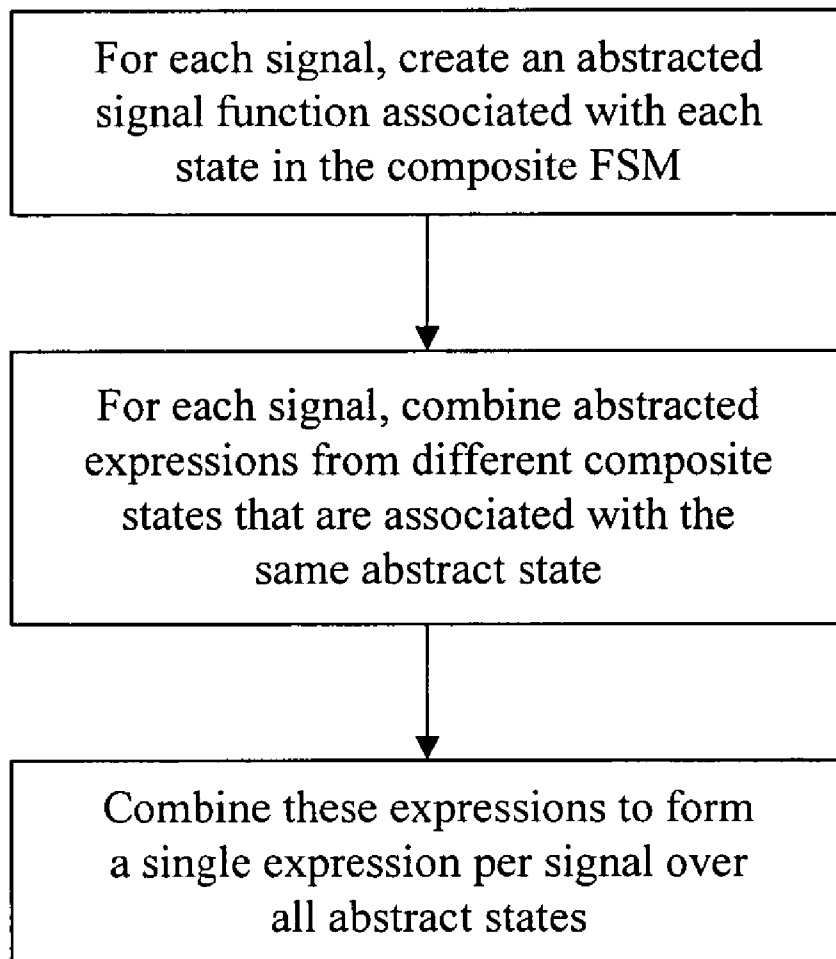 For each signal, create an abstracted
signal function associated with each
state in the composite FSM
For each signal, combine abstracted
expressions from different composite
states that are associated with the
same abstract state
Combine these expressions to form
a single expression per signal over
all abstract states